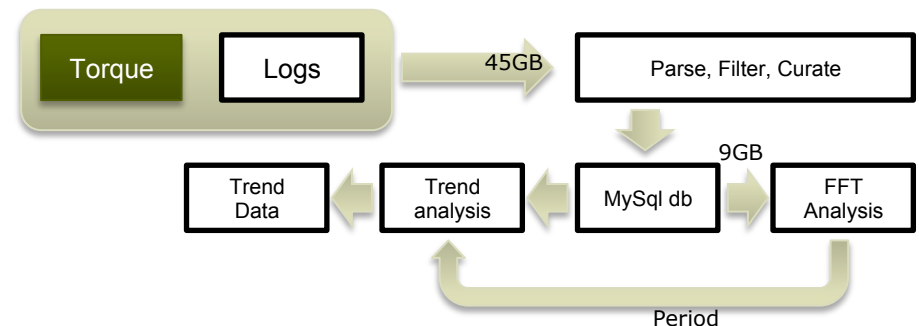 Torque
Logs
45GB
Parse, Filter, Curate
9GB
Trend
Data
Trend
analysis
MySql db
FFT
Analysis
Period